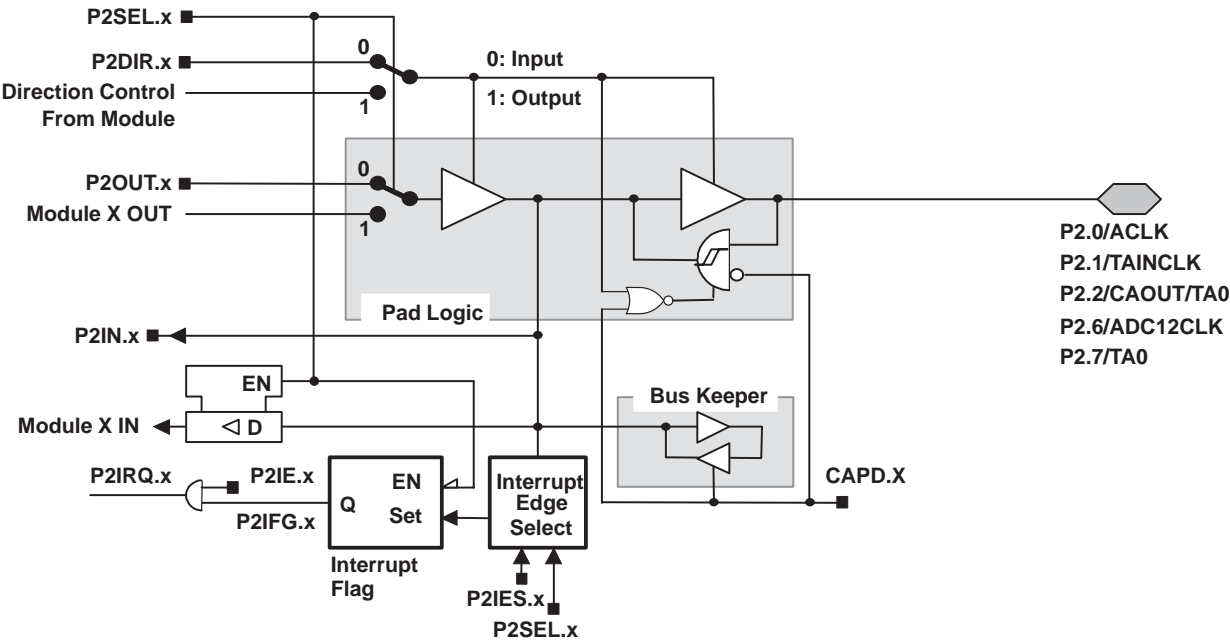 P2SEL.x
P2DIR.x
0
0: Input
Direction Control
From Module
1
1: Output
P2OUT.x
0
Module X OUT
1
P2.0/ACLK
P2.1/TAINCLK
P2.2/CAOUT/TA0
P2.6/ADC12CLK
P2.7/TA0
Pad Logic
P2IN.x
EN
Bus Keeper
Module X IN
D
P2IRQ.x
P2IE.x
EN
Interrupt
Edge
Select
CAPD.X
Q
Set
P2IFG.x
Interrupt
Flag
P2IES.x
P2SEL.x